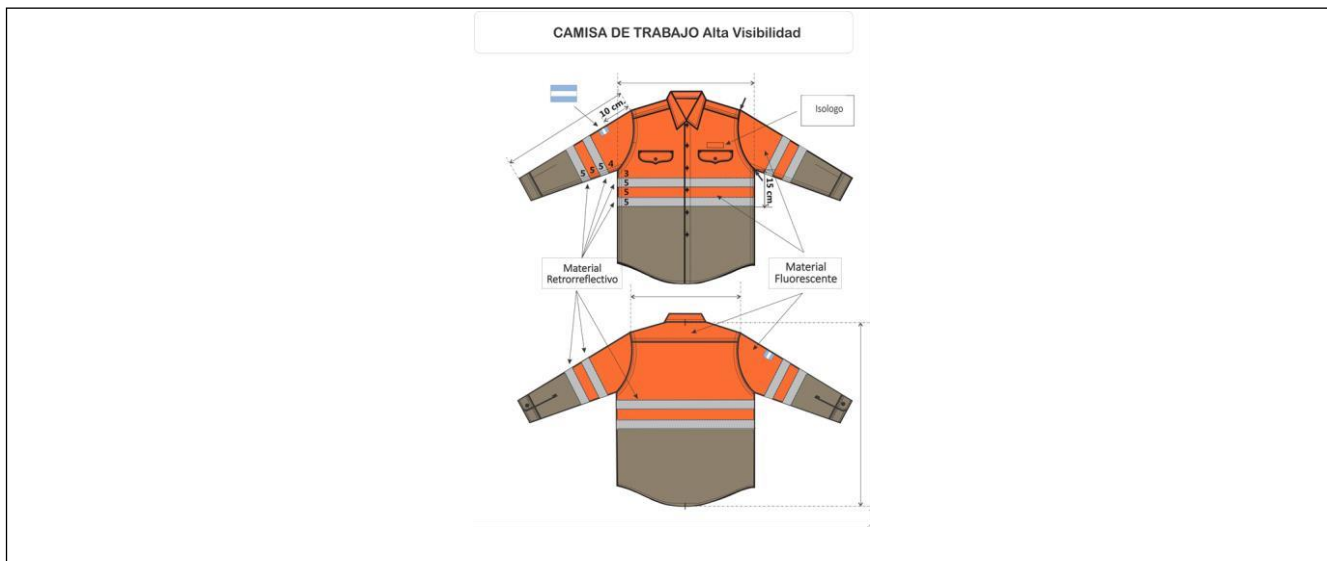 CAMISA DE TRABAJO Alta Visibilidad
10 cm.
Isologo
5 5 5 4
3
5
5
5
15 cm.
Material
Retrorreflectivo
Material
Fluorescente